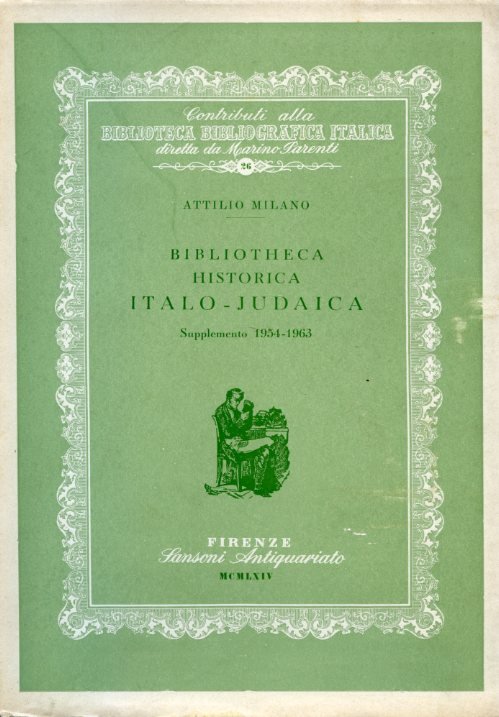 Contributi alla
BIBLIOTECA BIBLIOGRAFICA ITALICA
diretta da Marino Parenti
26
ATTILIO MILANO
BIBLIOTHECA
HISTORICA
ITALO-JUDAICA
Supplemento 1954-1963
FIRENZE
Sansoni Antiquariato
MCMLXIV